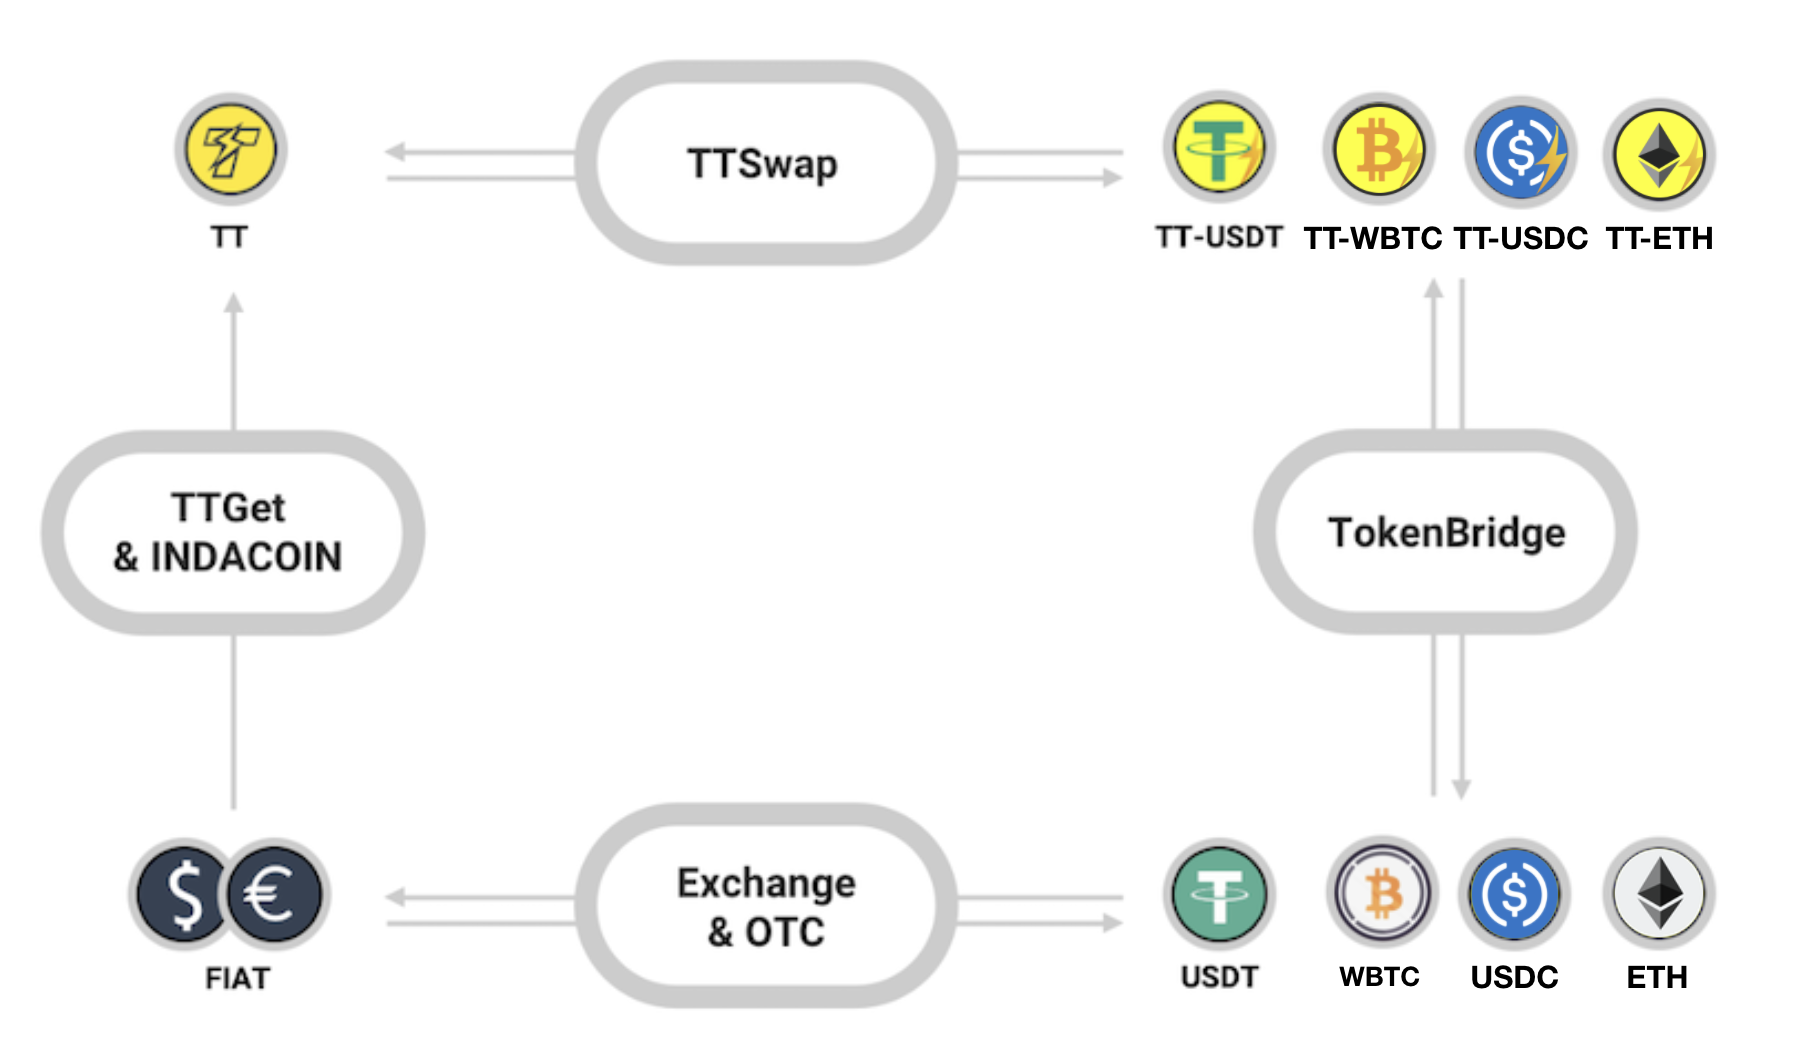 TTSwap
TT
TT-USDT TT-WBTC TT-USDC TT-ETH
TTGet
& INDACOIN
TokenBridge
Exchange
& OTC
FIAT
USDT WBTC USDC ETH